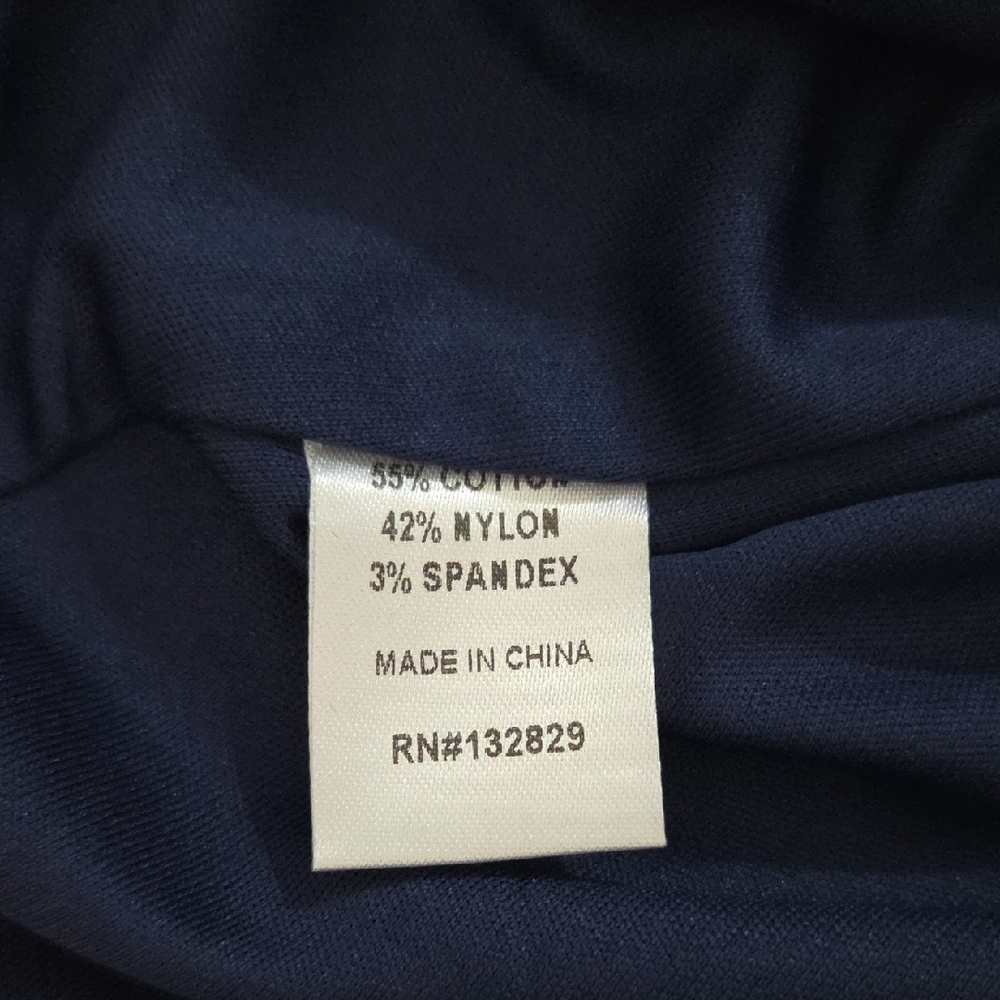 55% COTTON
42% NYLON
3% SPANDEX
MADE IN CHINA
RN#132829